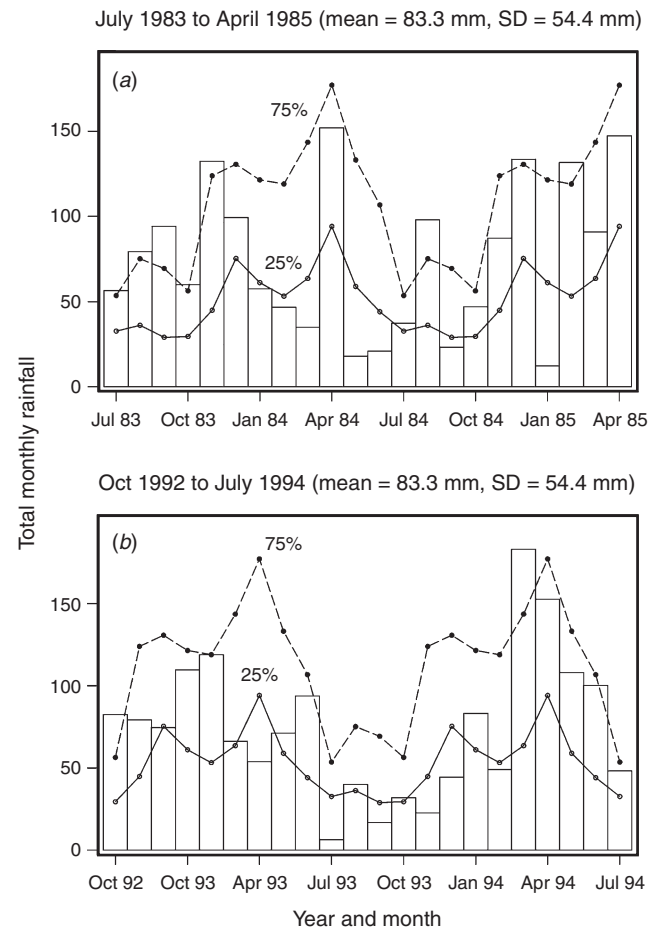 July 1983 to April 1985 (mean = 83.3 mm, SD = 54.4 mm)
(a)
75%
25%
150
100
50
0
Jul 83 Oct 83 Jan 84 Apr 84 Jul 84 Oct 84 Jan 85 Apr 85
Total monthly rainfall
Oct 1992 to July 1994 (mean = 83.3 mm, SD = 54.4 mm)
(b)
75%
25%
150
100
50
0
Oct 92 Oct 93 Apr 93 Jul 93 Oct 93 Jan 94 Apr 94 Jul 94
Year and month